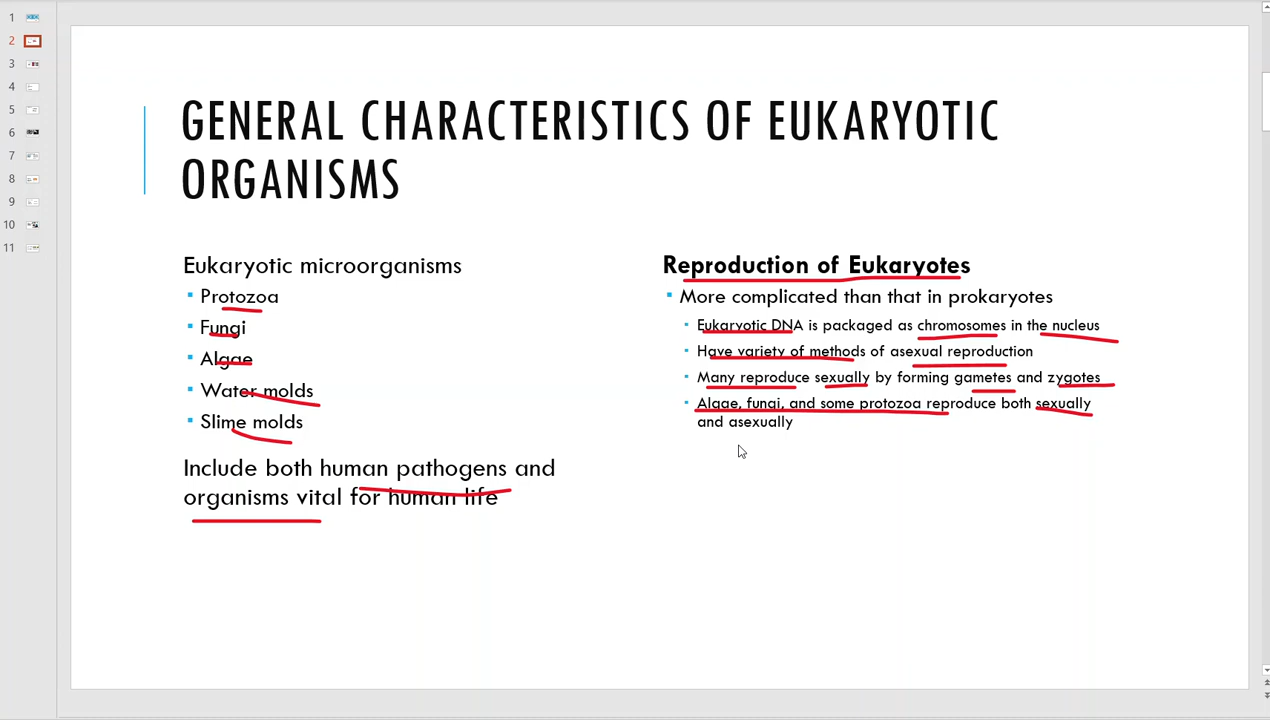 1
2
3
4
5
6
7
8
9
10
11
GENERAL CHARACTERISTICS OF EUKARYOTIC
ORGANISMS
Eukaryotic microorganisms
Protozoa
Fungi
Algae
Water molds
Slime molds
Include both human pathogens and
organisms vital for human life
Reproduction of Eukaryotes
More complicated than that in prokaryotes
Eukaryotic DNA is packaged as chromosomes in the nucleus
Have variety of methods of asexual reproduction
Many reproduce sexually by forming gametes and zygotes
Algae, fungi, and some protozoa reproduce both sexually
and asexually